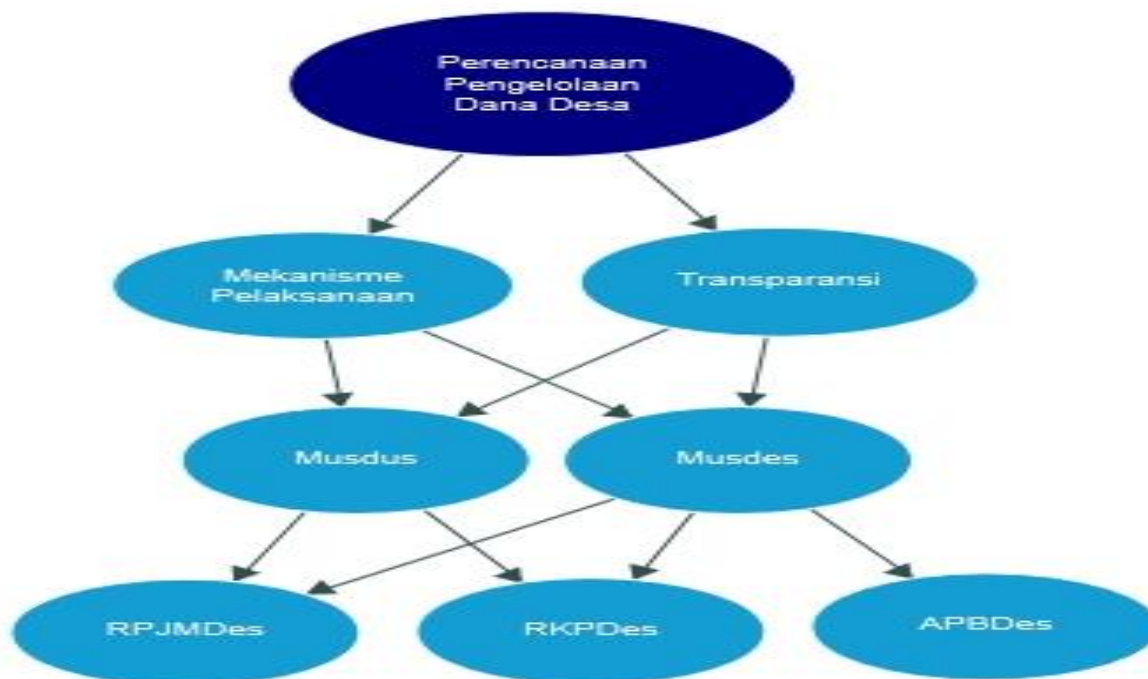 Perencanaan
Pengelolaan
Dana Desa
Mekanisme
Pelaksanaan
Transparansi
Musdus
Musdes
RPJMDes
RKPDes
APBDes